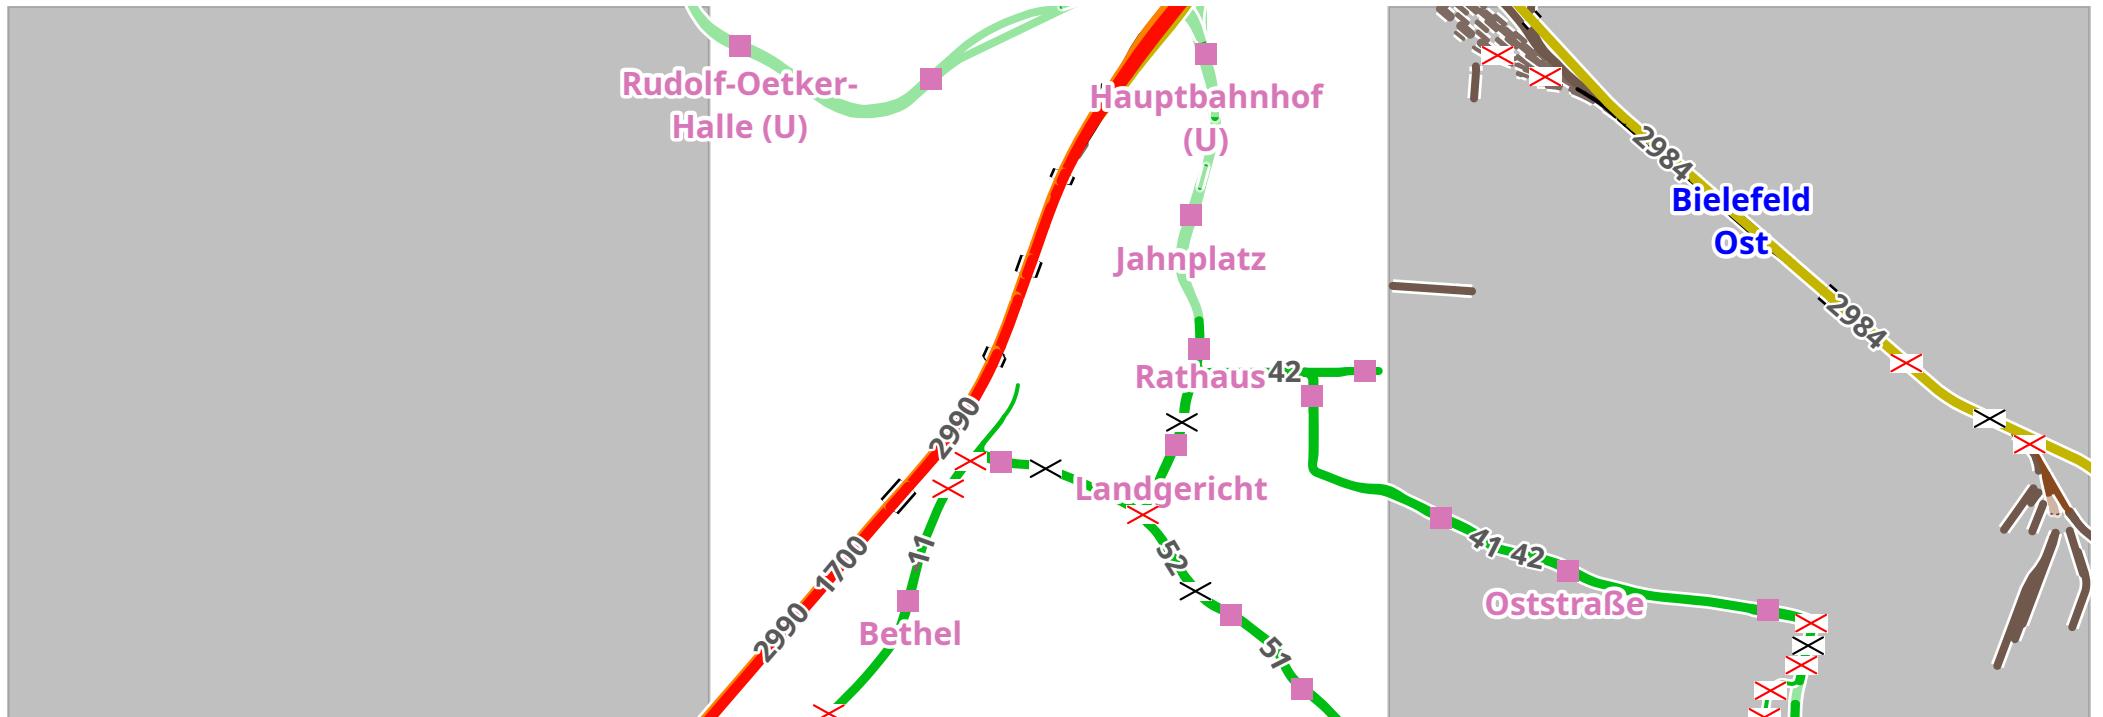 Rudolf-Oetker-
Halle (U)
Hauptbahnhof
(U)
2984
Bielefeld
Ost
Jahnplatz
2984
Rathaus
42
2990
Landgericht
11
52
41 42
1700
Oststraße
2990
Bethel
51